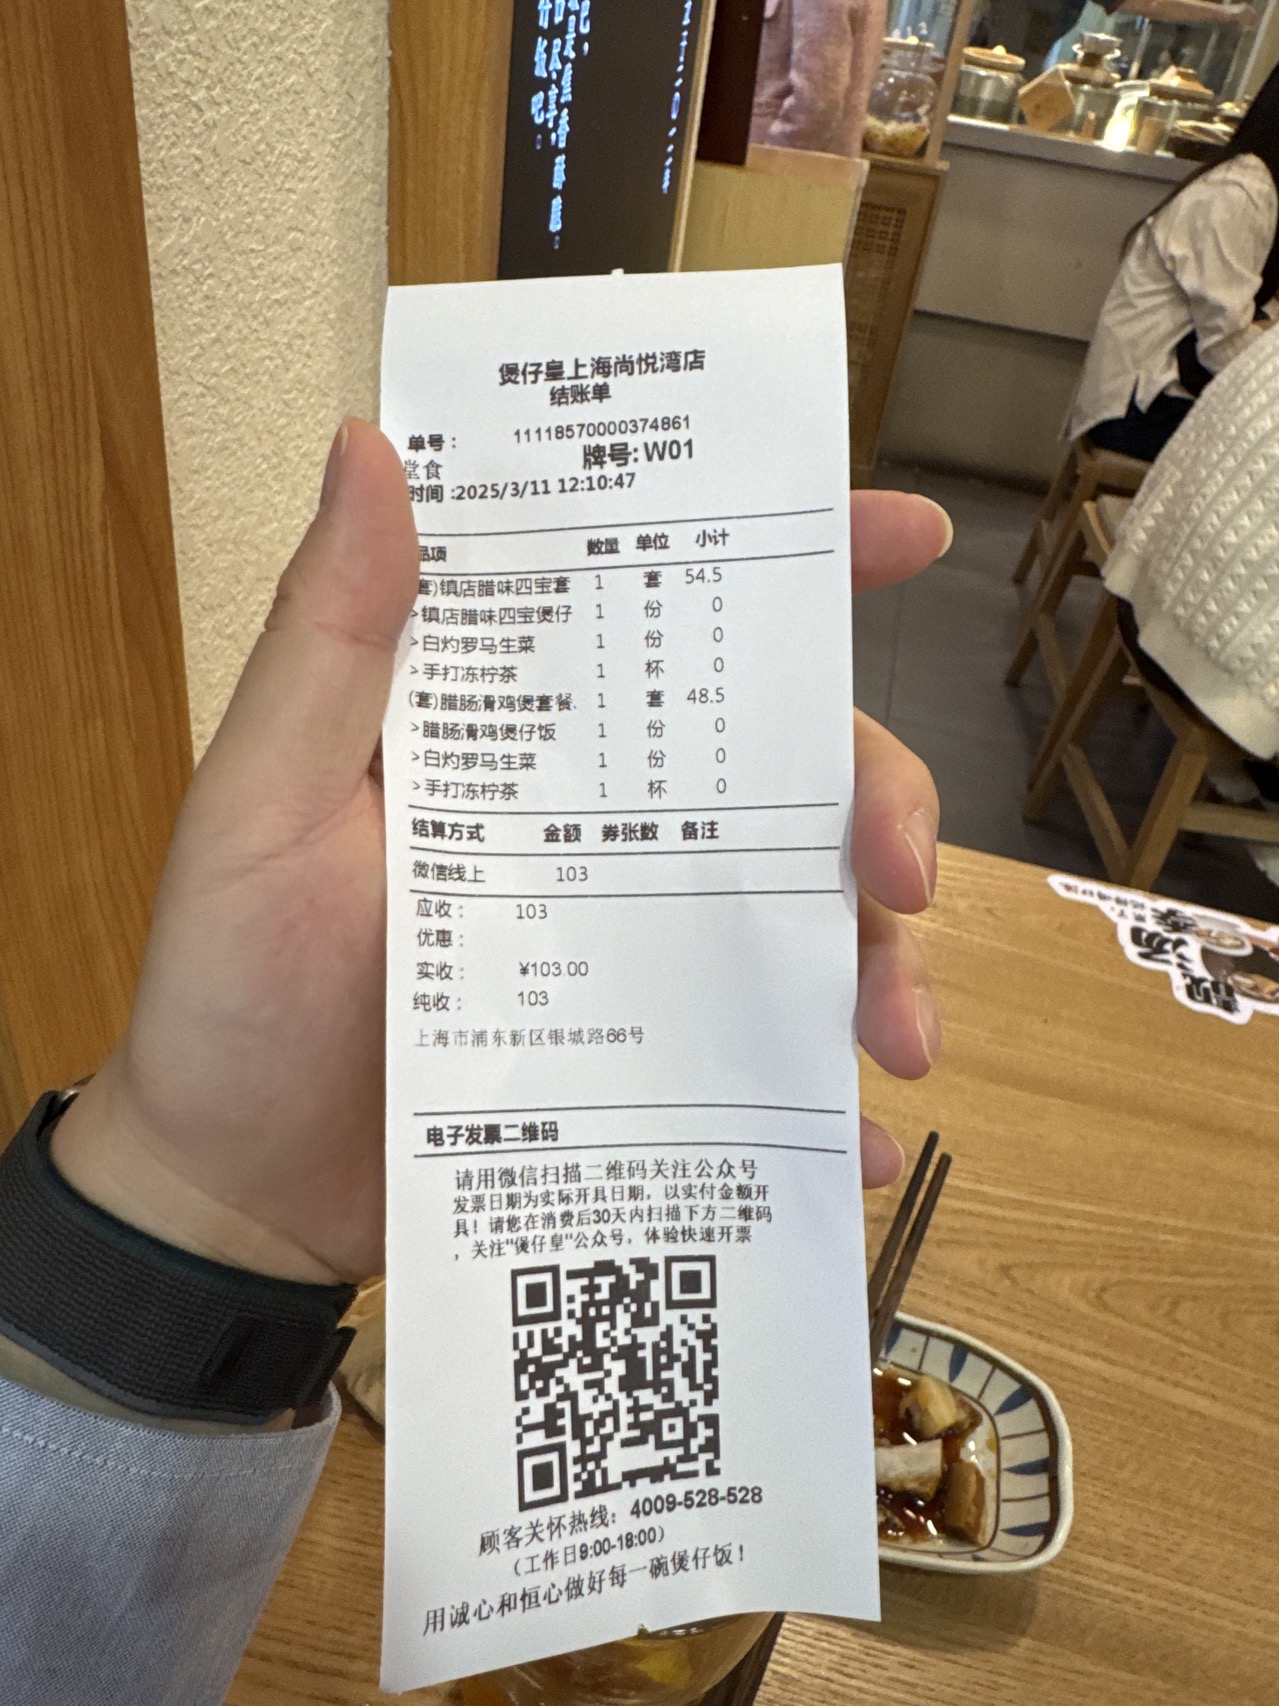 煲仔皇上海尚悦湾店
结账单
单号： 11118570000374861
堂食 牌号: W01
时间 :2025/3/11 12:10:47
品项 数量 单位 小计
套)镇店腊味四宝套 1 套 54.5
>镇店腊味四宝煲仔 1 份 0
>白灼罗马生菜 1 份 0
>手打冻柠茶 1 杯 0
(套)腊肠滑鸡煲套餐. 1 套 48.5
>腊肠滑鸡煲仔饭 1 份 0
>白灼罗马生菜 1 份 0
>手打冻柠茶 1 杯 0
结算方式 金额 券张数 备注
微信线上 103
应收： 103
优惠：
实收： ¥103.00
纯收： 103
上海市浦东新区银城路66号
电子发票二维码
请用微信扫描二维码关注公众号
发票日期为实际开具日期，以实付金额开
具！请您在消费后30天内扫描下方二维码
，关注"煲仔皇"公众号，体验快速开票
顾客关怀热线：4009-528-528
（工作日9:00-18:00）
用诚心和恒心做好每一碗煲仔饭！